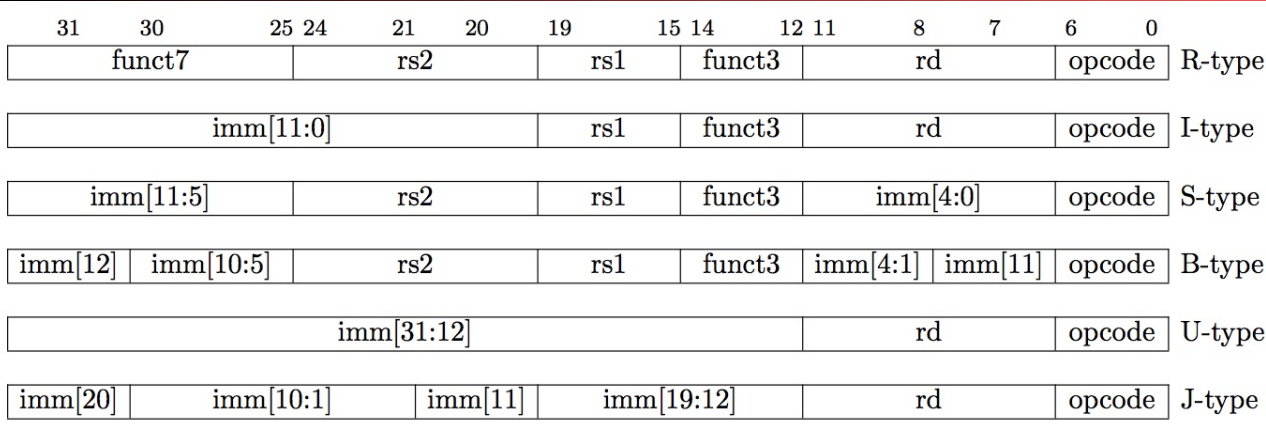 31 30 25 24 21 20 19 15 14 12 11 8 7 6 0
funct7 rs2 rs1 funct3 rd opcode R-type
imm[11:0] rs1 funct3 rd opcode I-type
imm[11:5] rs2 rs1 funct3 imm[4:0] opcode S-type
imm[12] imm[10:5] rs2 rs1 funct3 imm[4:1] imm[11] opcode B-type
imm[31:12] rd opcode U-type
imm[20] imm[10:1] imm[11] imm[19:12] rd opcode J-type